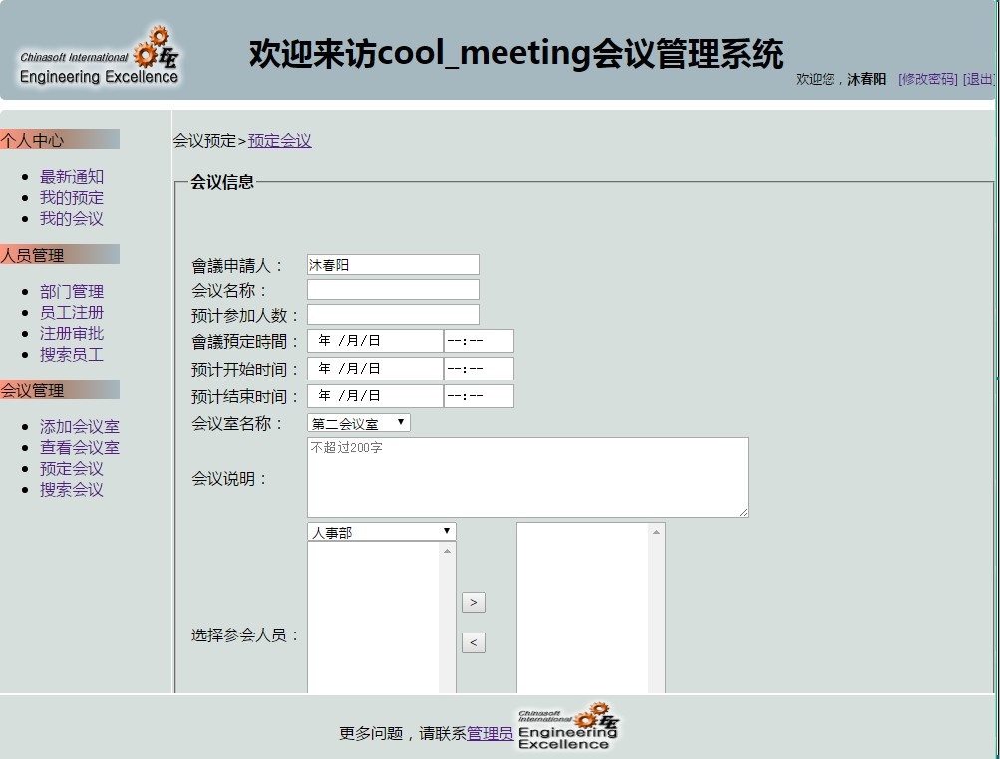 Chinasoft International
Engineering Excellence
欢迎来访cool_meeting会议管理系统
欢迎您，沐春阳 [修改密码] [退出]
个人中心
最新通知
我的预定
我的会议
人员管理
部门管理
员工注册
注册审批
搜索员工
会议管理
添加会议室
查看会议室
预定会议
搜索会议
会议预定>预定会议
会议信息
會議申請人： 沐春阳
会议名称：
预计参加人数：
會議預定時間： 年 /月/日 --:--
预计开始时间： 年 /月/日 --:--
预计结束时间： 年 /月/日 --:--
会议室名称： 第二会议室
会议说明： 不超过200字
人事部
>
<
选择参会人员：
更多问题，请联系管理员
Chinasoft
International
Engineering
Excellence